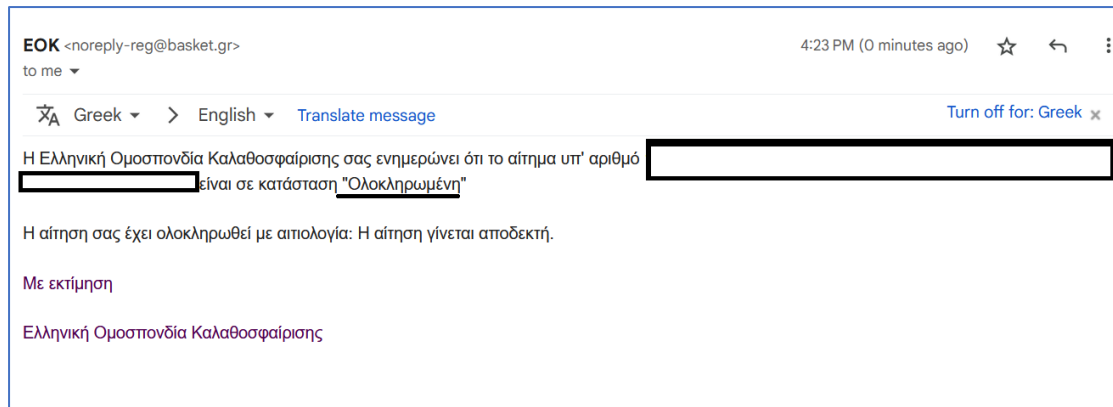 EOK <noreply-reg@basket.gr> 4:23 PM (0 minutes ago)
to me
Greek > English Translate message Turn off for: Greek ×
Η Ελληνική Ομοσπονδία Καλαθοσφαίρισης σας ενημερώνει ότι το αίτημα υπ' αριθμό
είναι σε κατάσταση "Ολοκληρωμένη"
Η αίτηση σας έχει ολοκληρωθεί με αιτιολογία: Η αίτηση γίνεται αποδεκτή.
Με εκτίμηση
Ελληνική Ομοσπονδία Καλαθοσφαίρισης